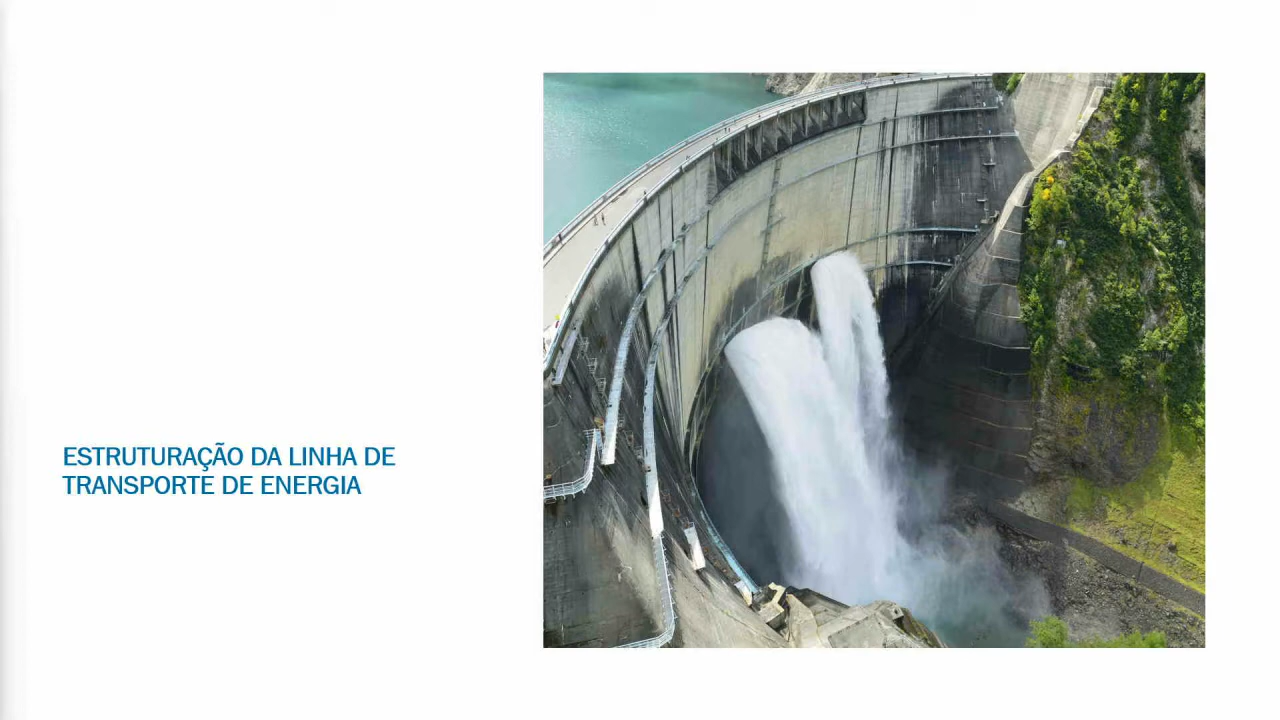 ESTRUTURAÇÃO DA LINHA DE
TRANSPORTE DE ENERGIA